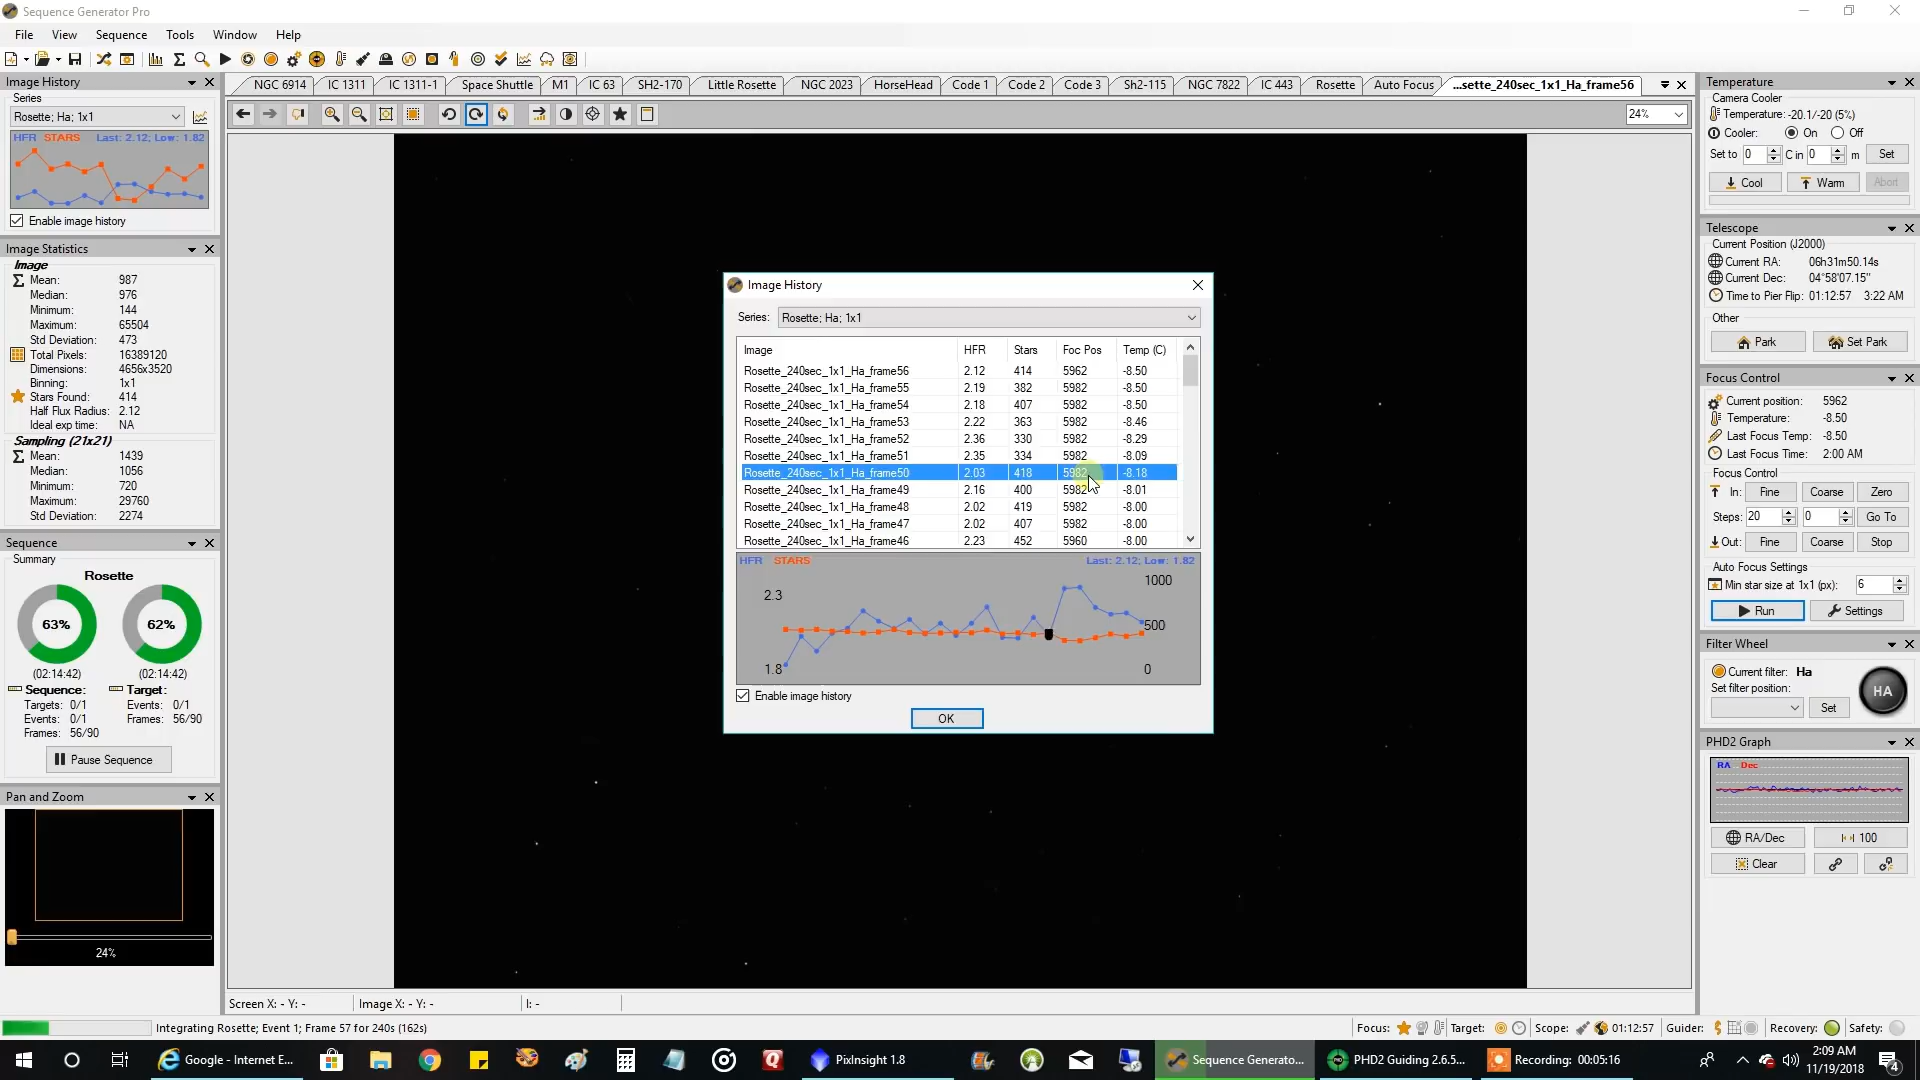 Sequence Generator Pro
File View Sequence Tools Window Help
Image History
Series
Rosette; Ha; 1x1
HFR STARS Last: 2.12; Low: 1.82
Enable image history
Image Statistics
Image
Mean: 987
Median: 976
Minimum: 144
Maximum: 65504
Std Deviation: 473
Total Pixels: 16389120
Dimensions: 4656x3520
Binning: 1x1
Stars Found: 414
Half Flux Radius: 2.12
Ideal exp time: NA
Sampling (21x21)
Mean: 1439
Median: 1056
Minimum: 720
Maximum: 29760
Std Deviation: 2274
Sequence
Summary
Rosette
63% 62%
(02:14:42) (02:14:42)
Sequence: Target:
Targets: 0/1 Events: 0/1
Events: 0/1 Frames: 56/90
Frames: 56/90
Pause Sequence
Pan and Zoom
24%
NGC 6914 IC 1311 IC 1311-1 Space Shuttle M1 IC 63 SH2-170 Little Rosette NGC 2023 HorseHead Code 1 Code 2 Code 3 Sh2-115 NGC 7822 IC 443 Rosette Auto Focus ...sette_240sec_1x1_Ha_frame56
24%
Image History
Series: Rosette; Ha; 1x1
Image HFR Stars Foc Pos Temp (C)
Rosette_240sec_1x1_Ha_frame56 2.12 414 5962 -8.50
Rosette_240sec_1x1_Ha_frame55 2.19 382 5982 -8.50
Rosette_240sec_1x1_Ha_frame54 2.18 407 5982 -8.50
Rosette_240sec_1x1_Ha_frame53 2.22 363 5982 -8.46
Rosette_240sec_1x1_Ha_frame52 2.36 330 5982 -8.29
Rosette_240sec_1x1_Ha_frame51 2.35 334 5982 -8.09
Rosette_240sec_1x1_Ha_frame50 2.03 418 5982 -8.18
Rosette_240sec_1x1_Ha_frame49 2.16 400 5982 -8.01
Rosette_240sec_1x1_Ha_frame48 2.02 419 5982 -8.00
Rosette_240sec_1x1_Ha_frame47 2.02 407 5982 -8.00
Rosette_240sec_1x1_Ha_frame46 2.23 452 5960 -8.00
HFR STARS Last: 2.12; Low: 1.82
2.3 1000
500
1.8 0
Enable image history
OK
Temperature
Camera Cooler
Temperature: -20.1/-20 (5%)
Cooler: On Off
Set to 0 C in 0 m Set
Cool Warm Abort
Telescope
Current Position (J2000)
Current RA: 06h31m50.14s
Current Dec: 04°58'07.15"
Time to Pier Flip: 01:12:57 3:22 AM
Other
Park Set Park
Focus Control
Current position: 5962
Temperature: -8.50
Last Focus Temp: -8.50
Last Focus Time: 2:00 AM
Focus Control
In: Fine Coarse Zero
Steps: 20 0 Go To
Out: Fine Coarse Stop
Auto Focus Settings
Min star size at 1x1 (px): 6
Run Settings
Filter Wheel
Current filter: Ha
Set filter position:
Set
HA
PHD2 Graph
RA Dec
RA/Dec 100
Clear
Screen X: - Y: - Image X: - Y: - I: -
Integrating Rosette; Event 1; Frame 57 for 240s (162s)
Focus: Target: Scope: 01:12:57 Guider: Recovery: Safety:
Google - Internet E... PixInsight 1.8 Sequence Generato... PHD2 Guiding 2.6.5... Recording: 00:05:16
2:09 AM
11/19/2018
4